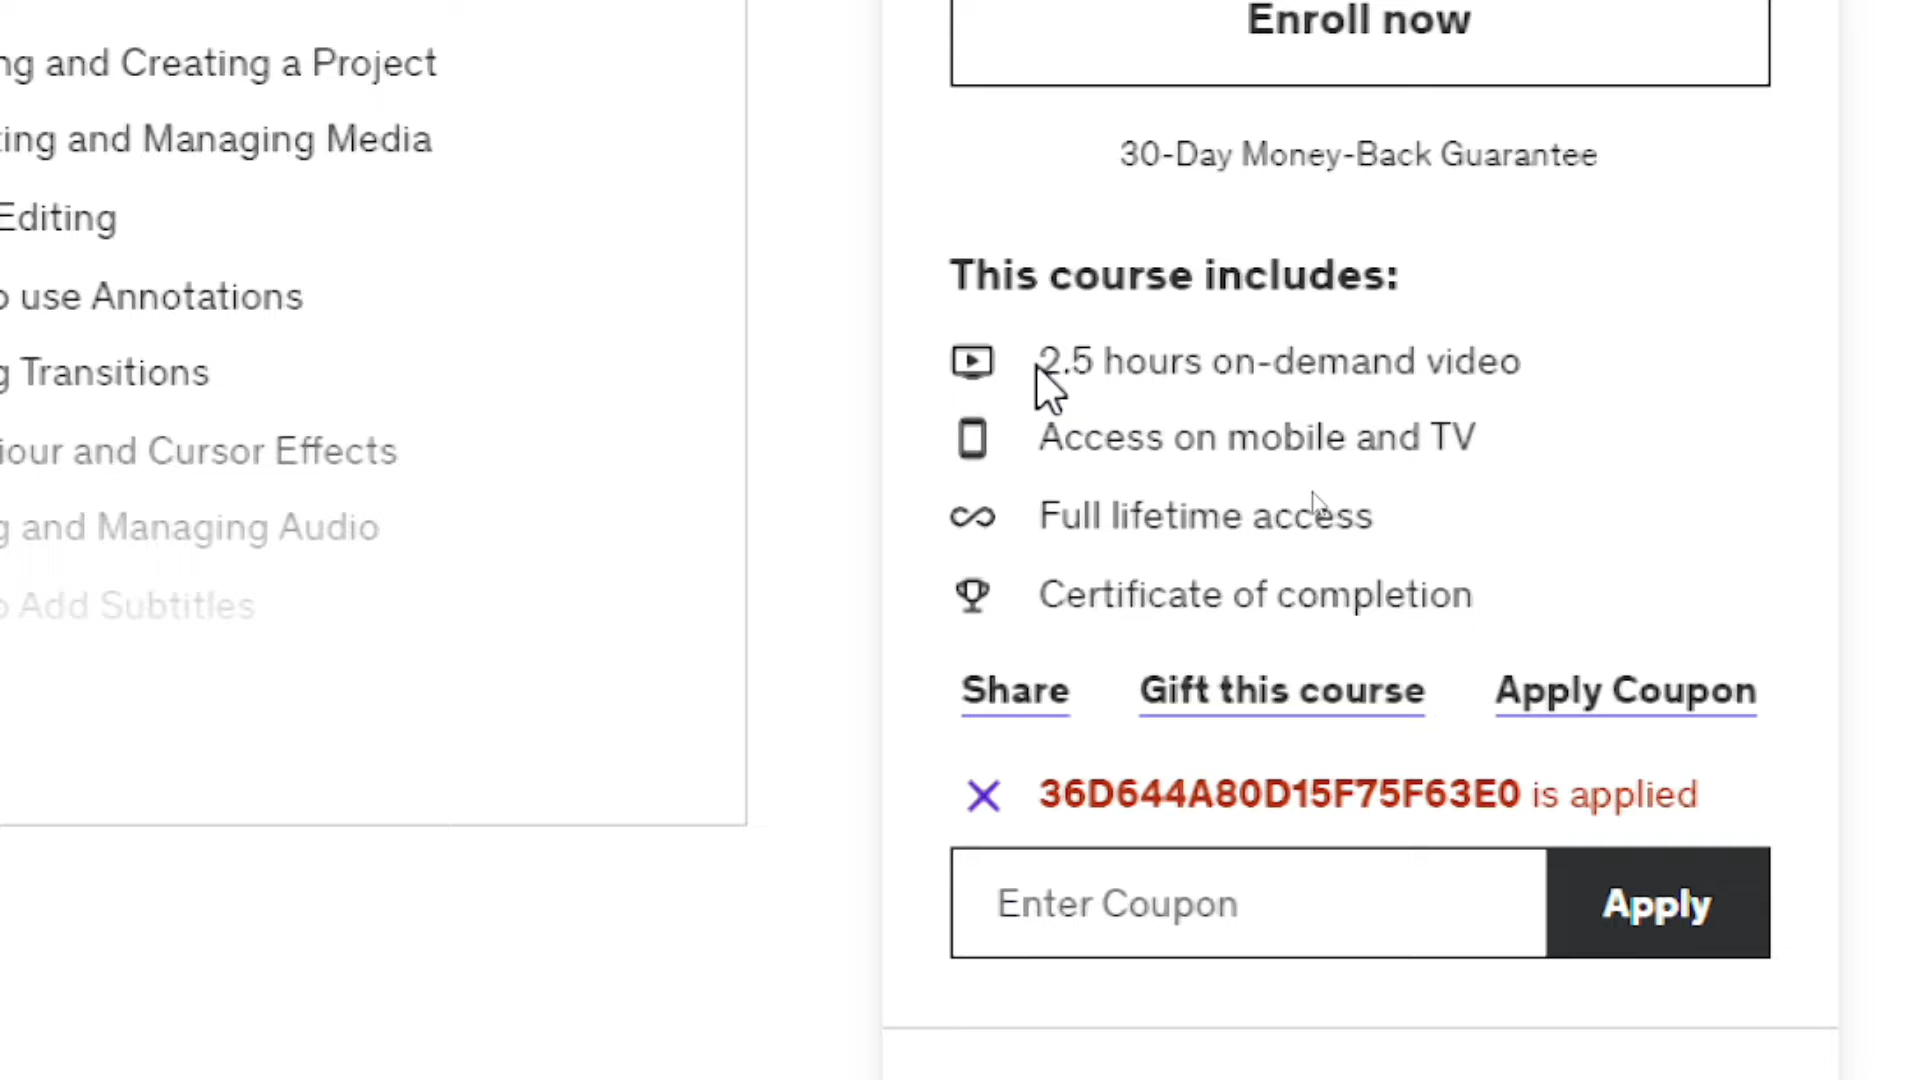 ng and Creating a Project
ing and Managing Media
Editing
o use Annotations
g Transitions
iour and Cursor Effects
g and Managing Audio
o Add Subtitles
Enroll now
30-Day Money-Back Guarantee
This course includes:
2.5 hours on-demand video
Access on mobile and TV
Full lifetime access
Certificate of completion
Share Gift this course Apply Coupon
36D644A80D15F75F63E0 is applied
Enter Coupon Apply